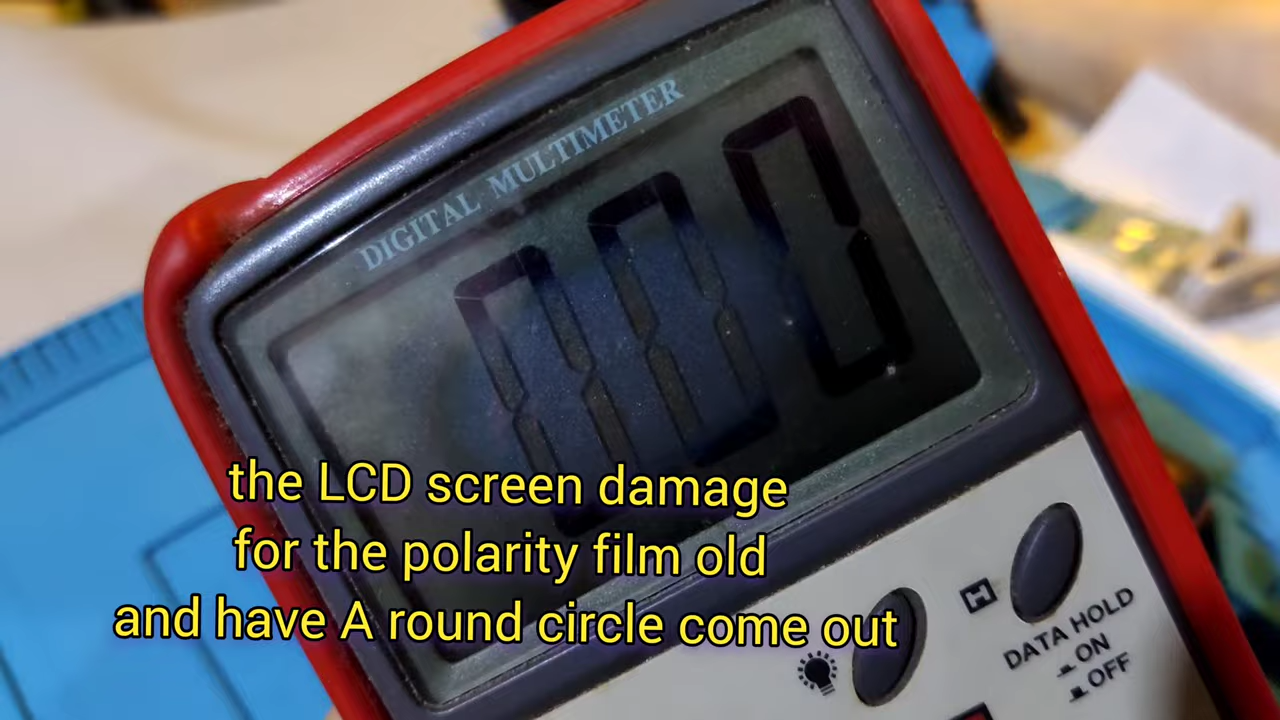 DIGITAL MULTIMETER
the LCD screen damage
for the polarity film old
and have A round circle come out
H
DATA HOLD
ON
OFF